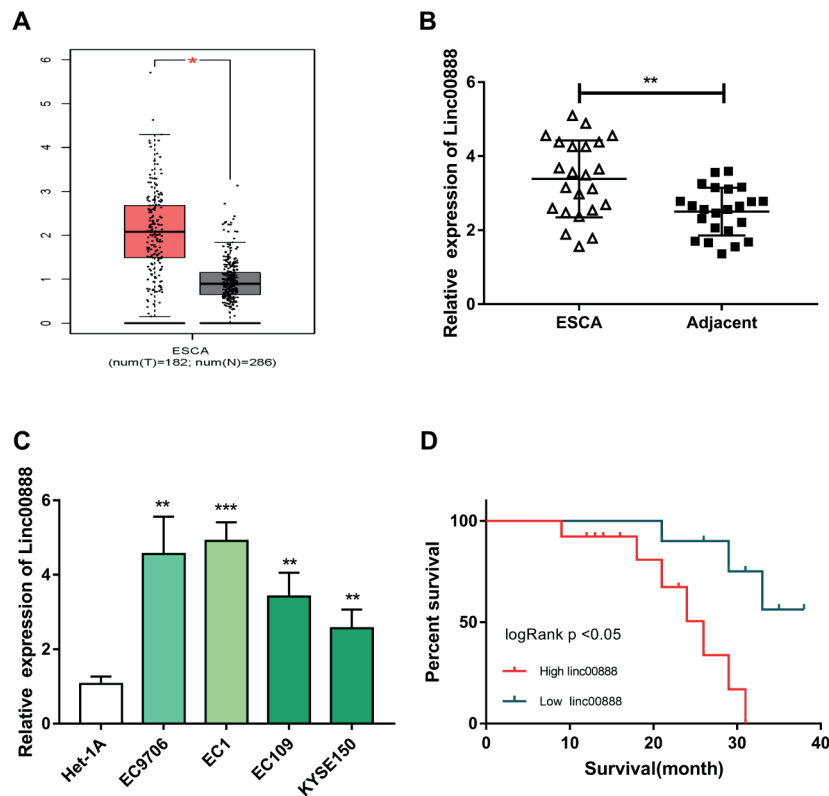 A
6
5
4
3
2
1
0
*
ESCA
(num(T)=182; num(N)=286)
B
Relative expression of Linc00888
6
4
2
0
**
ESCA
Adjacent
C
Relative expression of Linc00888
6
4
2
0
**
***
**
**
Het-1A
EC9706
EC1
EC109
KYSE150
D
Percent survival
100
50
0
logRank p <0.05
High linc00888
Low linc00888
0
10
20
30
40
Survival(month)